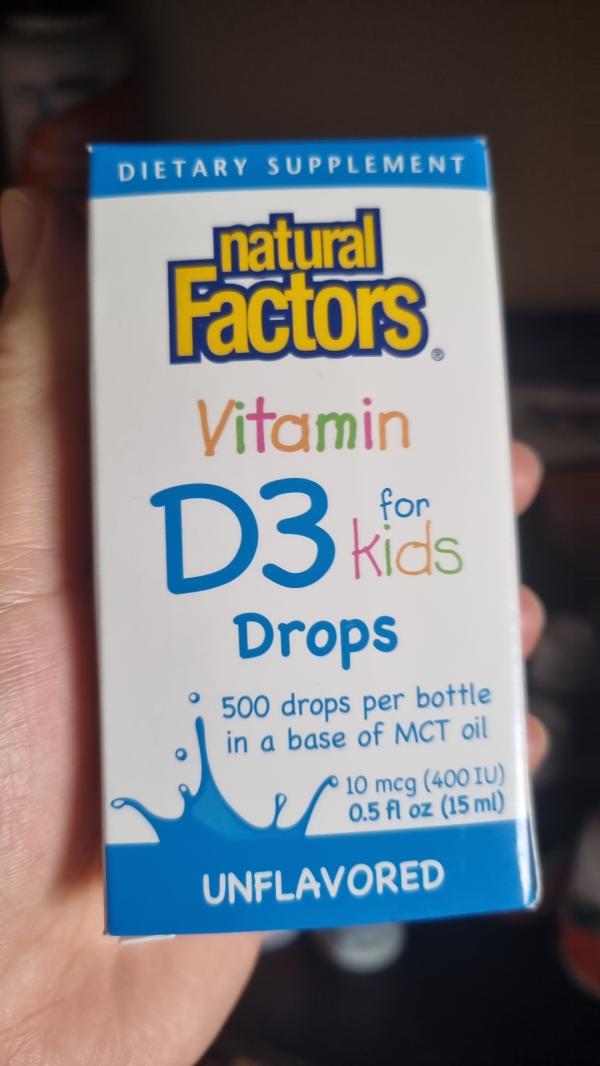 DIETARY SUPPLEMENT
natural
Factors®
Vitamin
D3 for
kids
Drops
500 drops per bottle
in a base of MCT oil
10 mcg (400 IU)
0.5 fl oz (15 ml)
UNFLAVORED